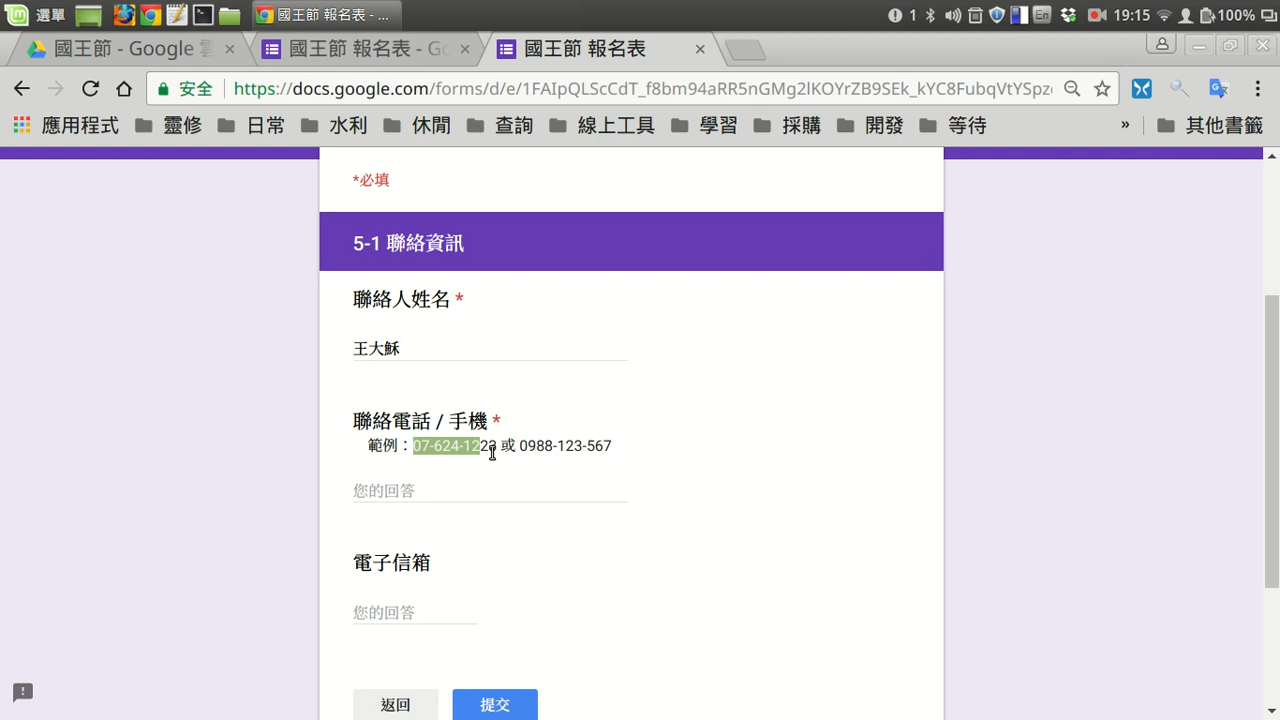 選單
國王節 報名表 - ...
1
En
19:15
100%
國王節 - Google 雲
國王節 報名表 - Go
國王節 報名表
安全
https://docs.google.com/forms/d/e/1FAIpQLScCdT_f8bm94aRR5nGMg2lKOYrZB9SEk_kYC8FubqVtYSpz
應用程式 靈修 日常 水利 休閒 查詢 線上工具 學習 採購 開發 等待 » 其他書籤
*必填
5-1 聯絡資訊
聯絡人姓名 *
王大穌
聯絡電話 / 手機 *
範例：07-624-1223 或 0988-123-567
您的回答
電子信箱
您的回答
返回
提交